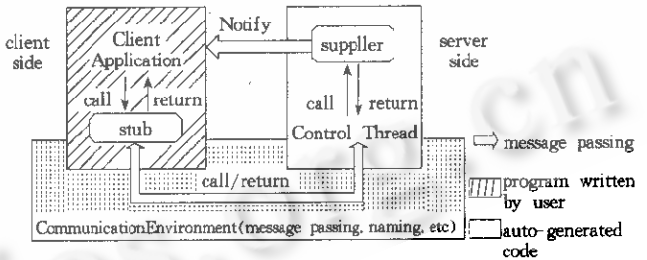 Notify
client
side
Client
Application
call
return
stub
suppller
server
side
call
return
Control Thread
call/return
CommunicationEnvironment(message passing, naming, etc)
message passing
program written
by user
auto-generated
code